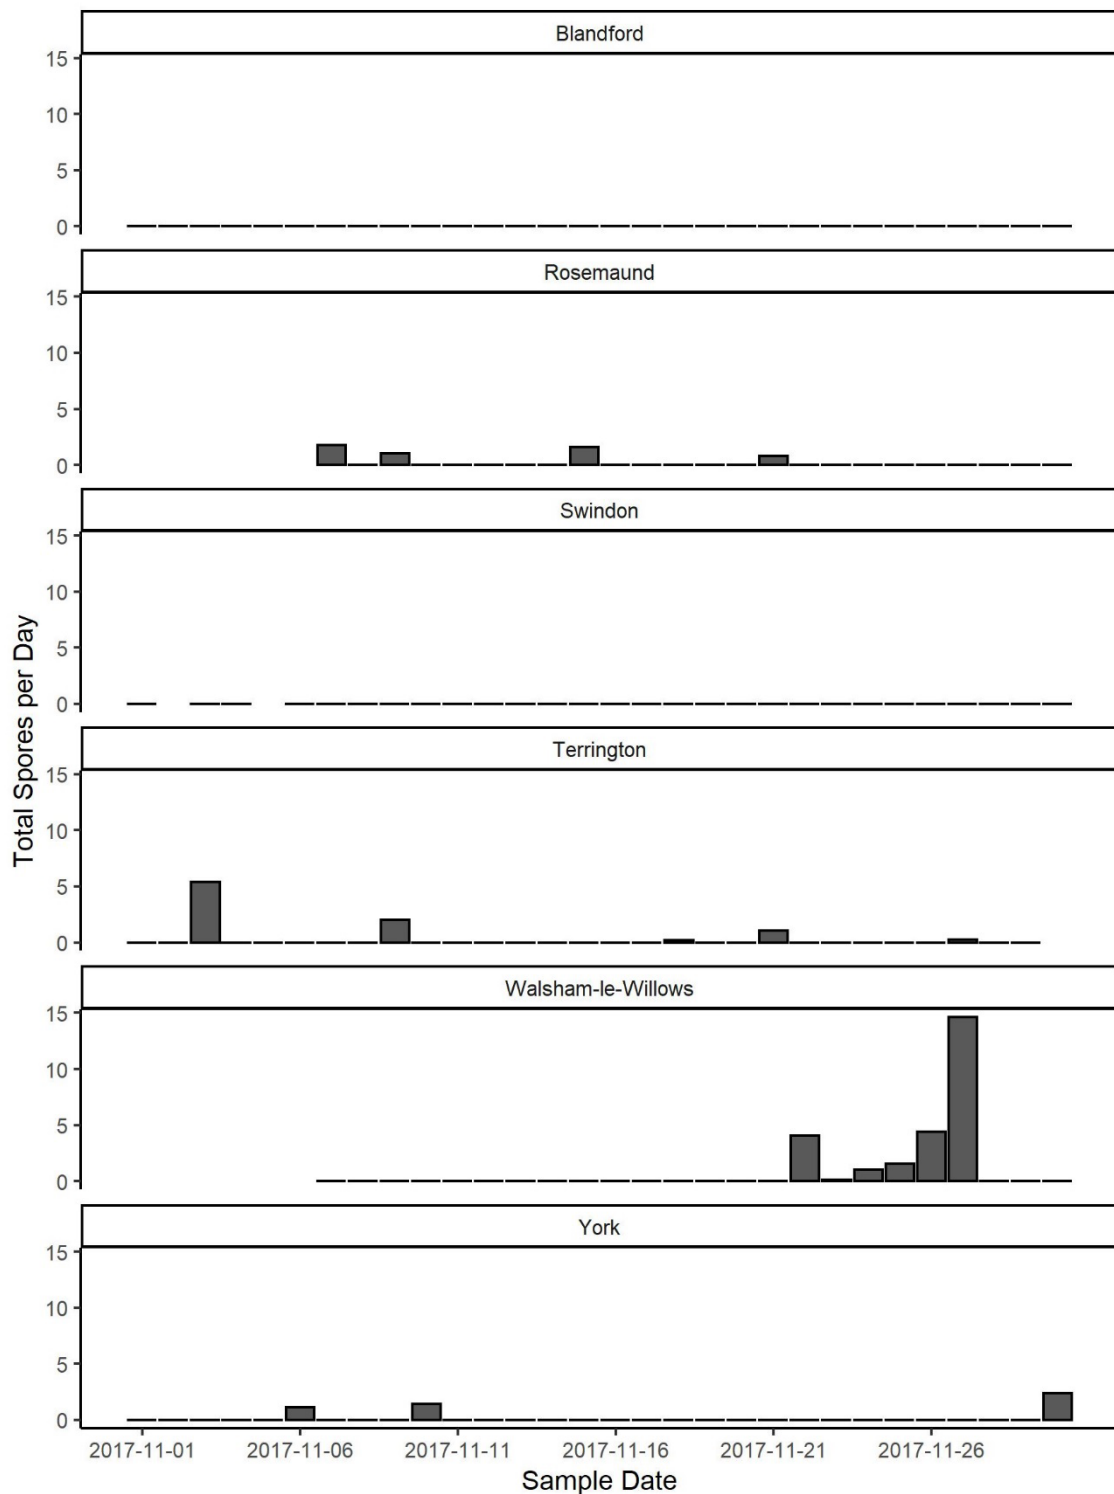 Blandford
15
10
5
0
Rosemaund
15
10
5
0
Swindon
15
10
5
0
Total Spores per Day
Terrington
15
10
5
0
Walsham-le-Willows
15
10
5
0
York
15
10
5
0
2017-11-01 2017-11-06 2017-11-11 2017-11-16 2017-11-21 2017-11-26
Sample Date